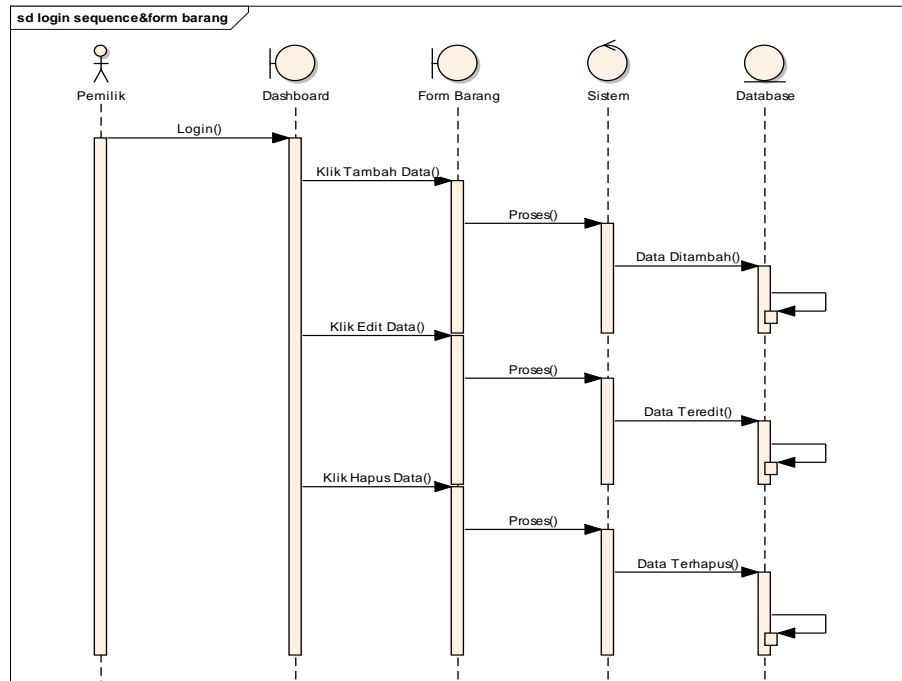 sd login sequence&form barang
Pemilik
Dashboard
Form Barang
Sistem
Database
Login()
Klik Tambah Data()
Proses()
Data Ditambah()
Klik Edit Data()
Proses()
Data Teredit()
Klik Hapus Data()
Proses()
Data Terhapus()